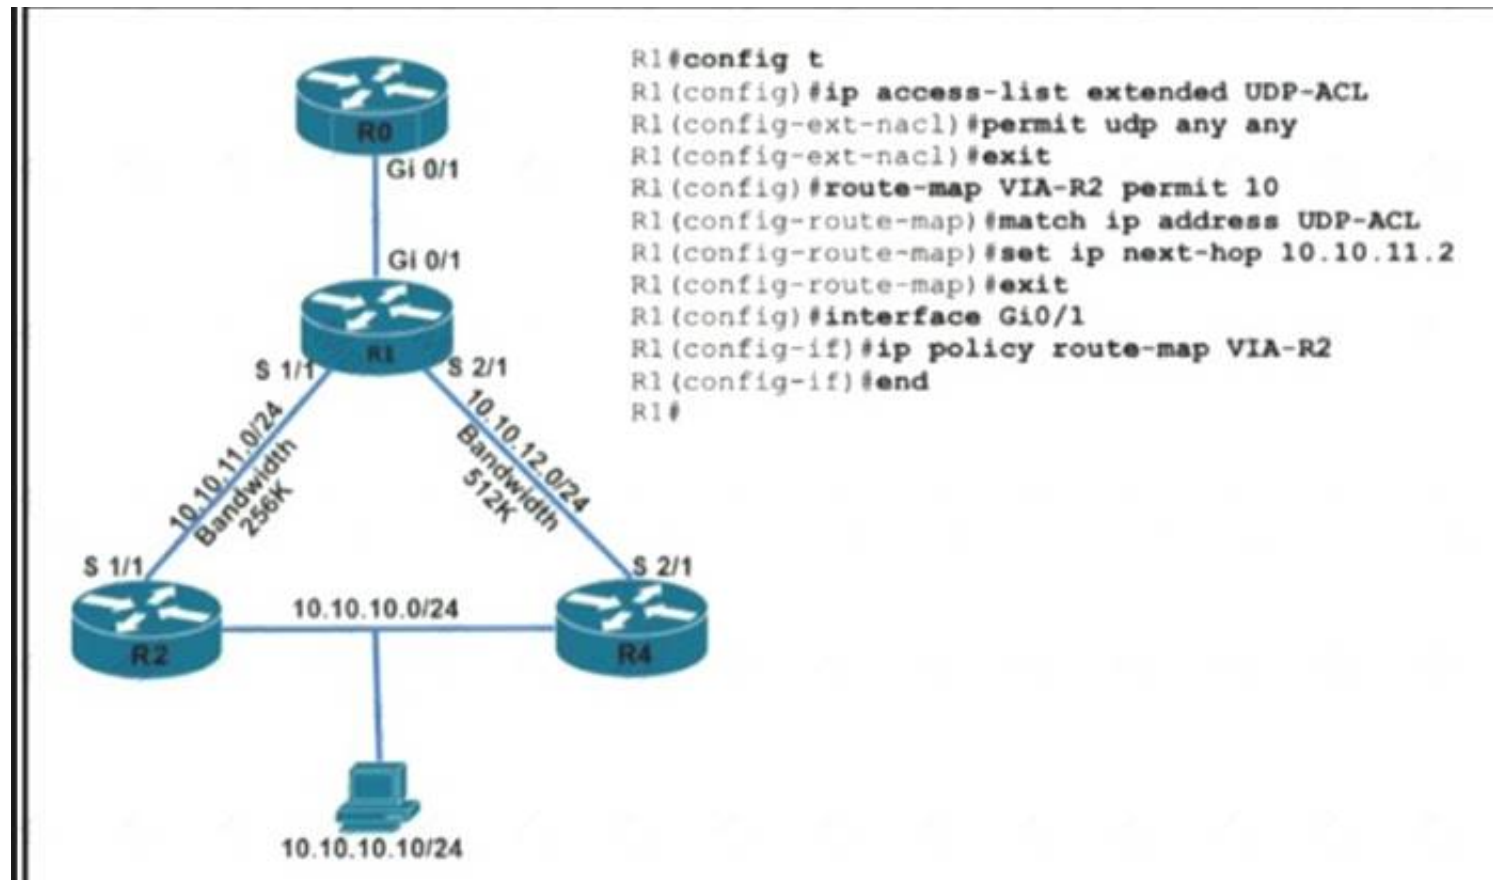 R0
Gi 0/1
Gi 0/1
R1
S 1/1
S 2/1
10.10.11.0/24
Bandwidth
256K
10.10.12.0/24
Bandwidth
512K
S 1/1
S 2/1
10.10.10.0/24
R2
R4
10.10.10.10/24
R1#config t
R1(config)#ip access-list extended UDP-ACL
R1(config-ext-nacl)#permit udp any any
R1(config-ext-nacl)#exit
R1(config)#route-map VIA-R2 permit 10
R1(config-route-map)#match ip address UDP-ACL
R1(config-route-map)#set ip next-hop 10.10.11.2
R1(config-route-map)#exit
R1(config)#interface Gi0/1
R1(config-if)#ip policy route-map VIA-R2
R1(config-if)#end
R1#